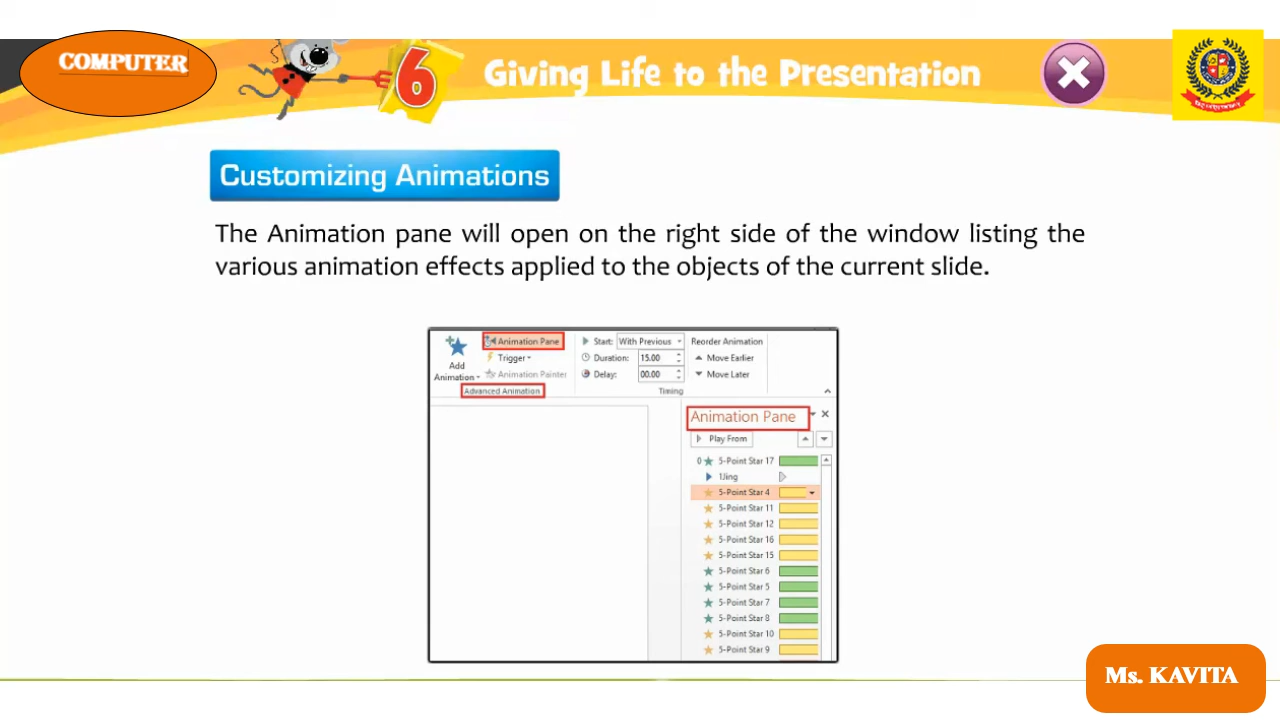 COMPUTER
6
Giving Life to the Presentation
Customizing Animations
The Animation pane will open on the right side of the window listing the
various animation effects applied to the objects of the current slide.
Add
Animation
Animation Pane
Trigger
Animation Painter
Advanced Animation
Start: With Previous
Duration: 15.00
Delay: 00.00
Timing
Reorder Animation
Move Earlier
Move Later
Animation Pane
Play From
0 5-Point Star 17
1Jing
5-Point Star 4
5-Point Star 11
5-Point Star 12
5-Point Star 16
5-Point Star 15
5-Point Star 6
5-Point Star 5
5-Point Star 7
5-Point Star 8
5-Point Star 10
5-Point Star 9
Ms. KAVITA